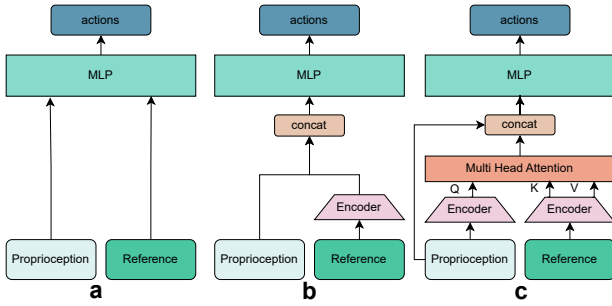 actions
MLP
Proprioception
Reference
a
actions
MLP
concat
Encoder
Proprioception
Reference
b
actions
MLP
concat
Multi Head Attention
Q
K
V
Encoder
Encoder
Proprioception
Reference
c